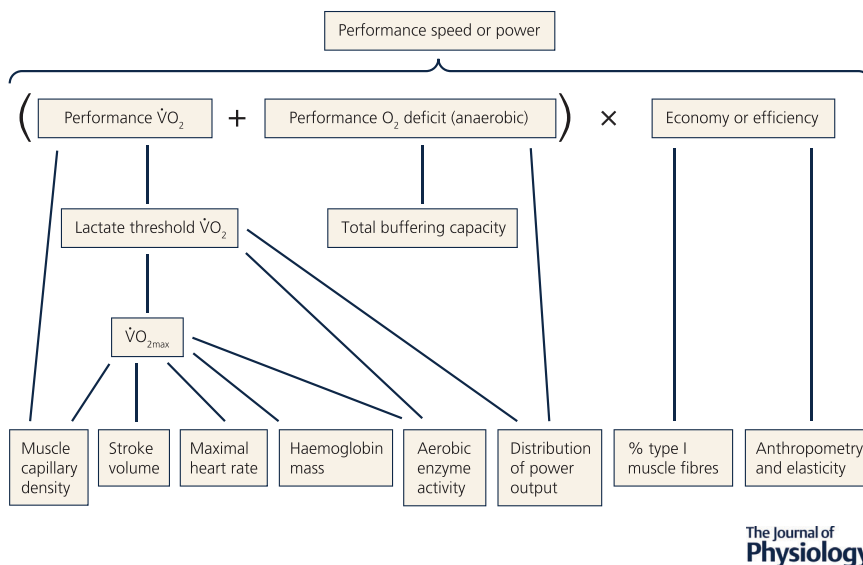 Performance speed or power
( Performance V̇O₂ + Performance O₂ deficit (anaerobic) ) × Economy or efficiency
Lactate threshold V̇O₂
Total buffering capacity
V̇O₂max
Muscle
capillary
density
Stroke
volume
Maximal
heart rate
Haemoglobin
mass
Aerobic
enzyme
activity
Distribution
of power
output
% type I
muscle fibres
Anthropometry
and elasticity
The Journal of
Physiology